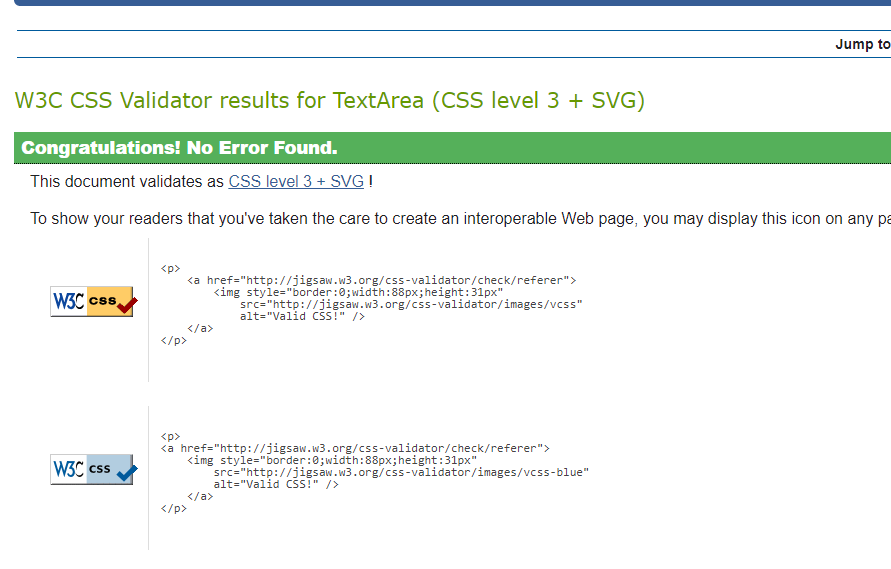 Jump to
W3C CSS Validator results for TextArea (CSS level 3 + SVG)
Congratulations! No Error Found.
This document validates as CSS level 3 + SVG !
To show your readers that you've taken the care to create an interoperable Web page, you may display this icon on any
W3C css
<p>
    <a href="http://jigsaw.w3.org/css-validator/check/referer">
        <img style="border:0;width:88px;height:31px"
            src="http://jigsaw.w3.org/css-validator/images/vcss"
            alt="Valid CSS!" />
    </a>
</p>
W3C css
<p>
<a href="http://jigsaw.w3.org/css-validator/check/referer">
    <img style="border:0;width:88px;height:31px"
        src="http://jigsaw.w3.org/css-validator/images/vcss-blue"
        alt="Valid CSS!" />
    </a>
</p>